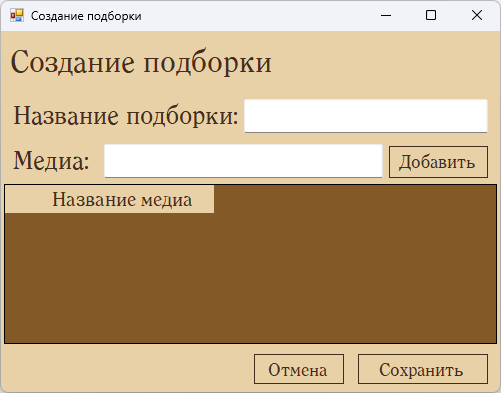 Создание подборки
Создание подборки
Название подборки:
Медиа: Добавить
Название медиа
Отмена Сохранить